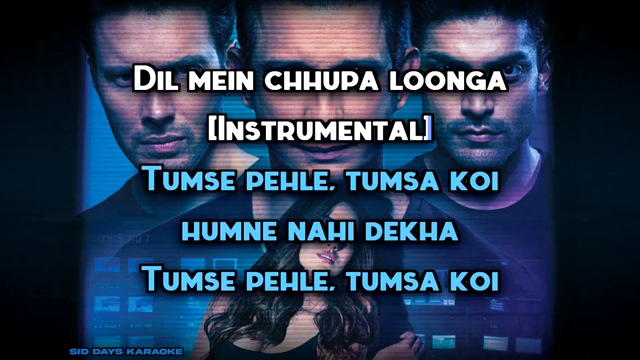 DIL MEIN CHHUPA LOONGA
[INSTRUMENTAL]
TUMSE PEHLE, TUMSA KOI
HUMNE NAHI DEKHA
TUMSE PEHLE, TUMSA KOI
SID DAYS KARAOKE